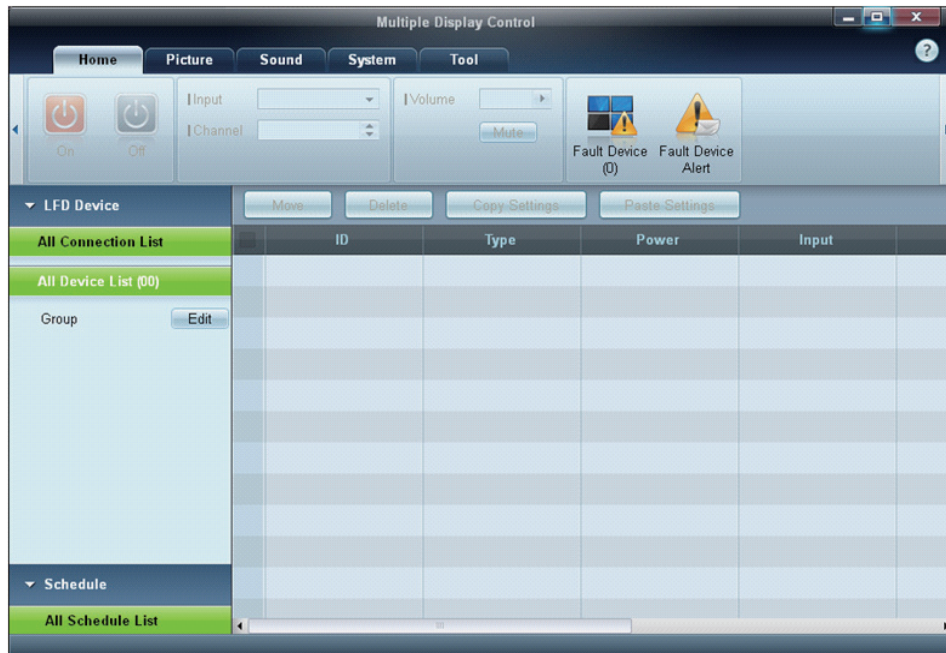 Multiple Display Control
Home Picture Sound System Tool
?
Input
Channel
On Off
Volume
Mute
Fault Device
(0)
Fault Device
Alert
LFD Device
Move Delete Copy Settings Paste Settings
All Connection List
ID Type Power Input
All Device List (00)
Group Edit
Schedule
All Schedule List